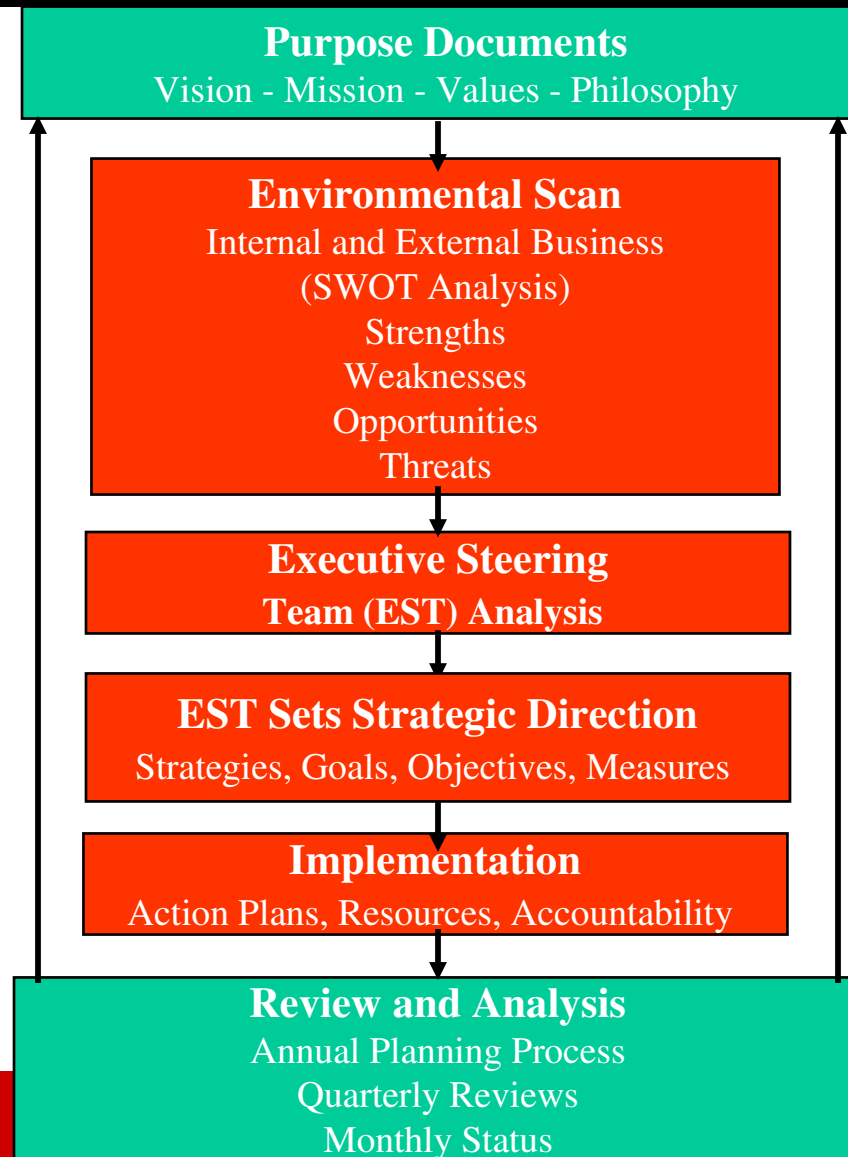 Purpose Documents
Vision - Mission - Values - Philosophy
Environmental Scan
Internal and External Business
(SWOT Analysis)
Strengths
Weaknesses
Opportunities
Threats
Executive Steering
Team (EST) Analysis
EST Sets Strategic Direction
Strategies, Goals, Objectives, Measures
Implementation
Action Plans, Resources, Accountability
Review and Analysis
Annual Planning Process
Quarterly Reviews
Monthly Status